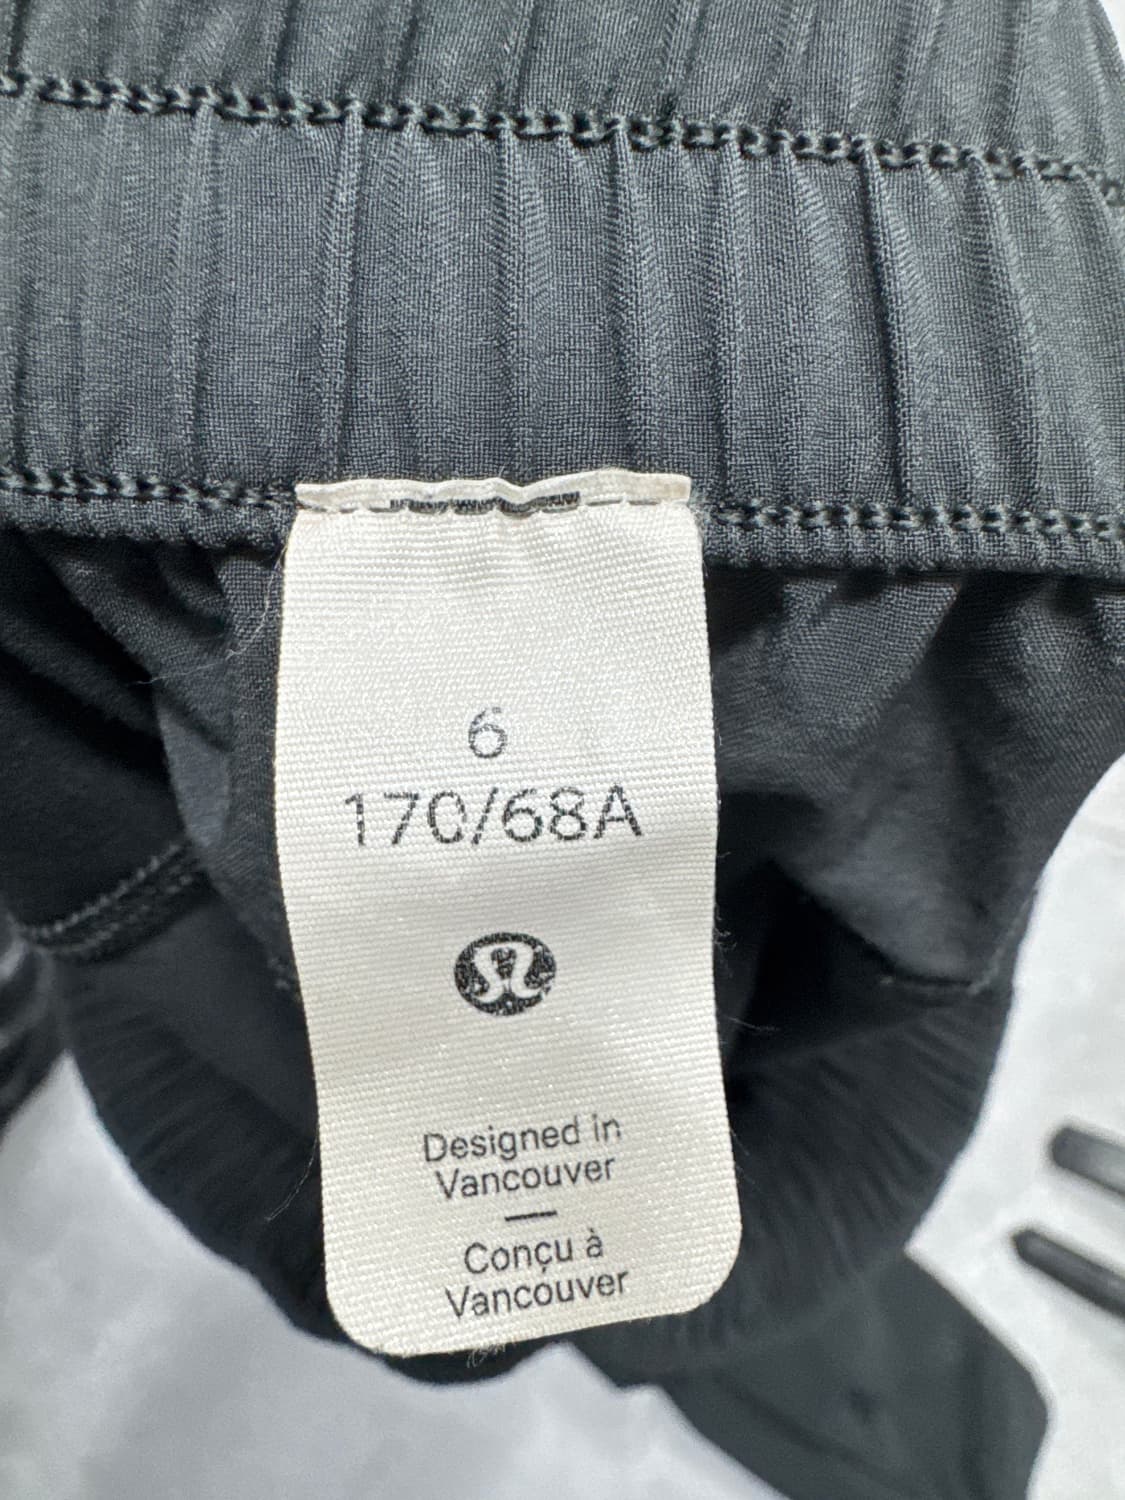 6
170/68A
Designed in
Vancouver
Conçu à
Vancouver